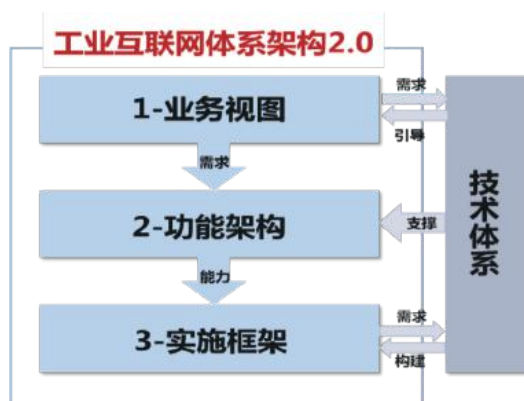 工业互联网体系架构2.0
1-业务视图
需求
引导
需求
2-功能架构
支撑
能力
3-实施框架
需求
构建
技术体系